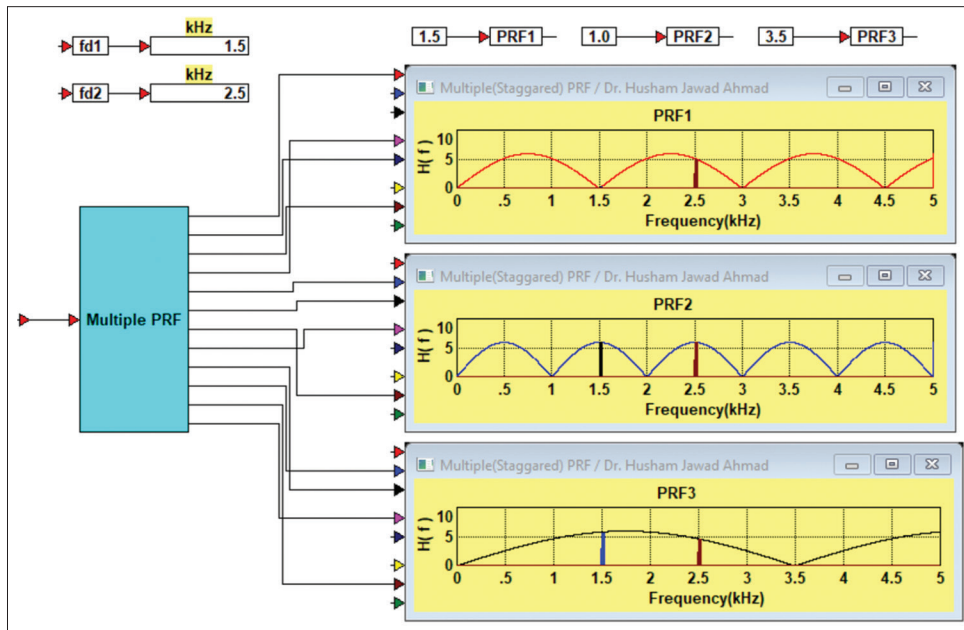 kHz
fd1 1.5
kHz
fd2 2.5
1.5 PRF1 1.0 PRF2 3.5 PRF3
Multiple PRF
Multiple(Staggared) PRF / Dr. Husham Jawad Ahmad
PRF1
H( f )
10
5
0
0 .5 1 1.5 2 2.5 3 3.5 4 4.5 5
Frequency(kHz)
Multiple(Staggared) PRF / Dr. Husham Jawad Ahmad
PRF2
H( f )
10
5
0
0 .5 1 1.5 2 2.5 3 3.5 4 4.5 5
Frequency(kHz)
Multiple(Staggared) PRF / Dr. Husham Jawad Ahmad
PRF3
H( f )
10
5
0
0 .5 1 1.5 2 2.5 3 3.5 4 4.5 5
Frequency(kHz)